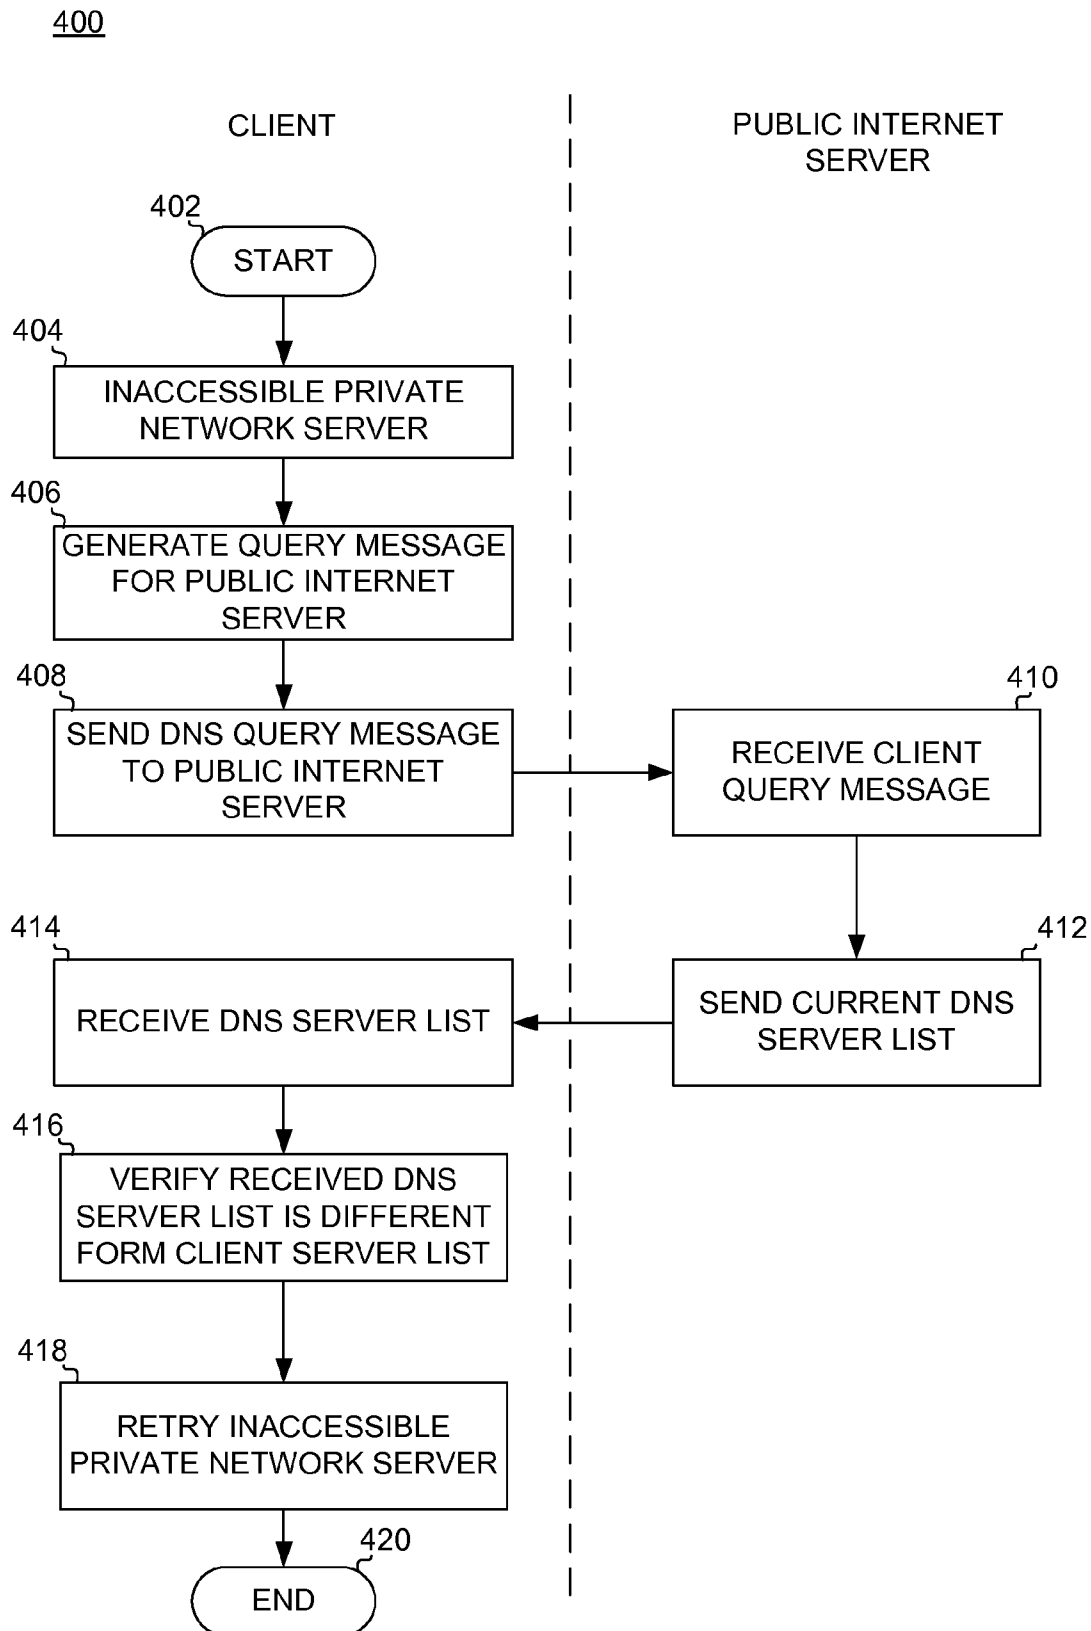 400
CLIENT
PUBLIC INTERNET
SERVER
402
START
404
INACCESSIBLE PRIVATE
NETWORK SERVER
406
GENERATE QUERY MESSAGE
FOR PUBLIC INTERNET
SERVER
408
SEND DNS QUERY MESSAGE
TO PUBLIC INTERNET
SERVER
410
RECEIVE CLIENT
QUERY MESSAGE
412
SEND CURRENT DNS
SERVER LIST
414
RECEIVE DNS SERVER LIST
416
VERIFY RECEIVED DNS
SERVER LIST IS DIFFERENT
FORM CLIENT SERVER LIST
418
RETRY INACCESSIBLE
PRIVATE NETWORK SERVER
420
END